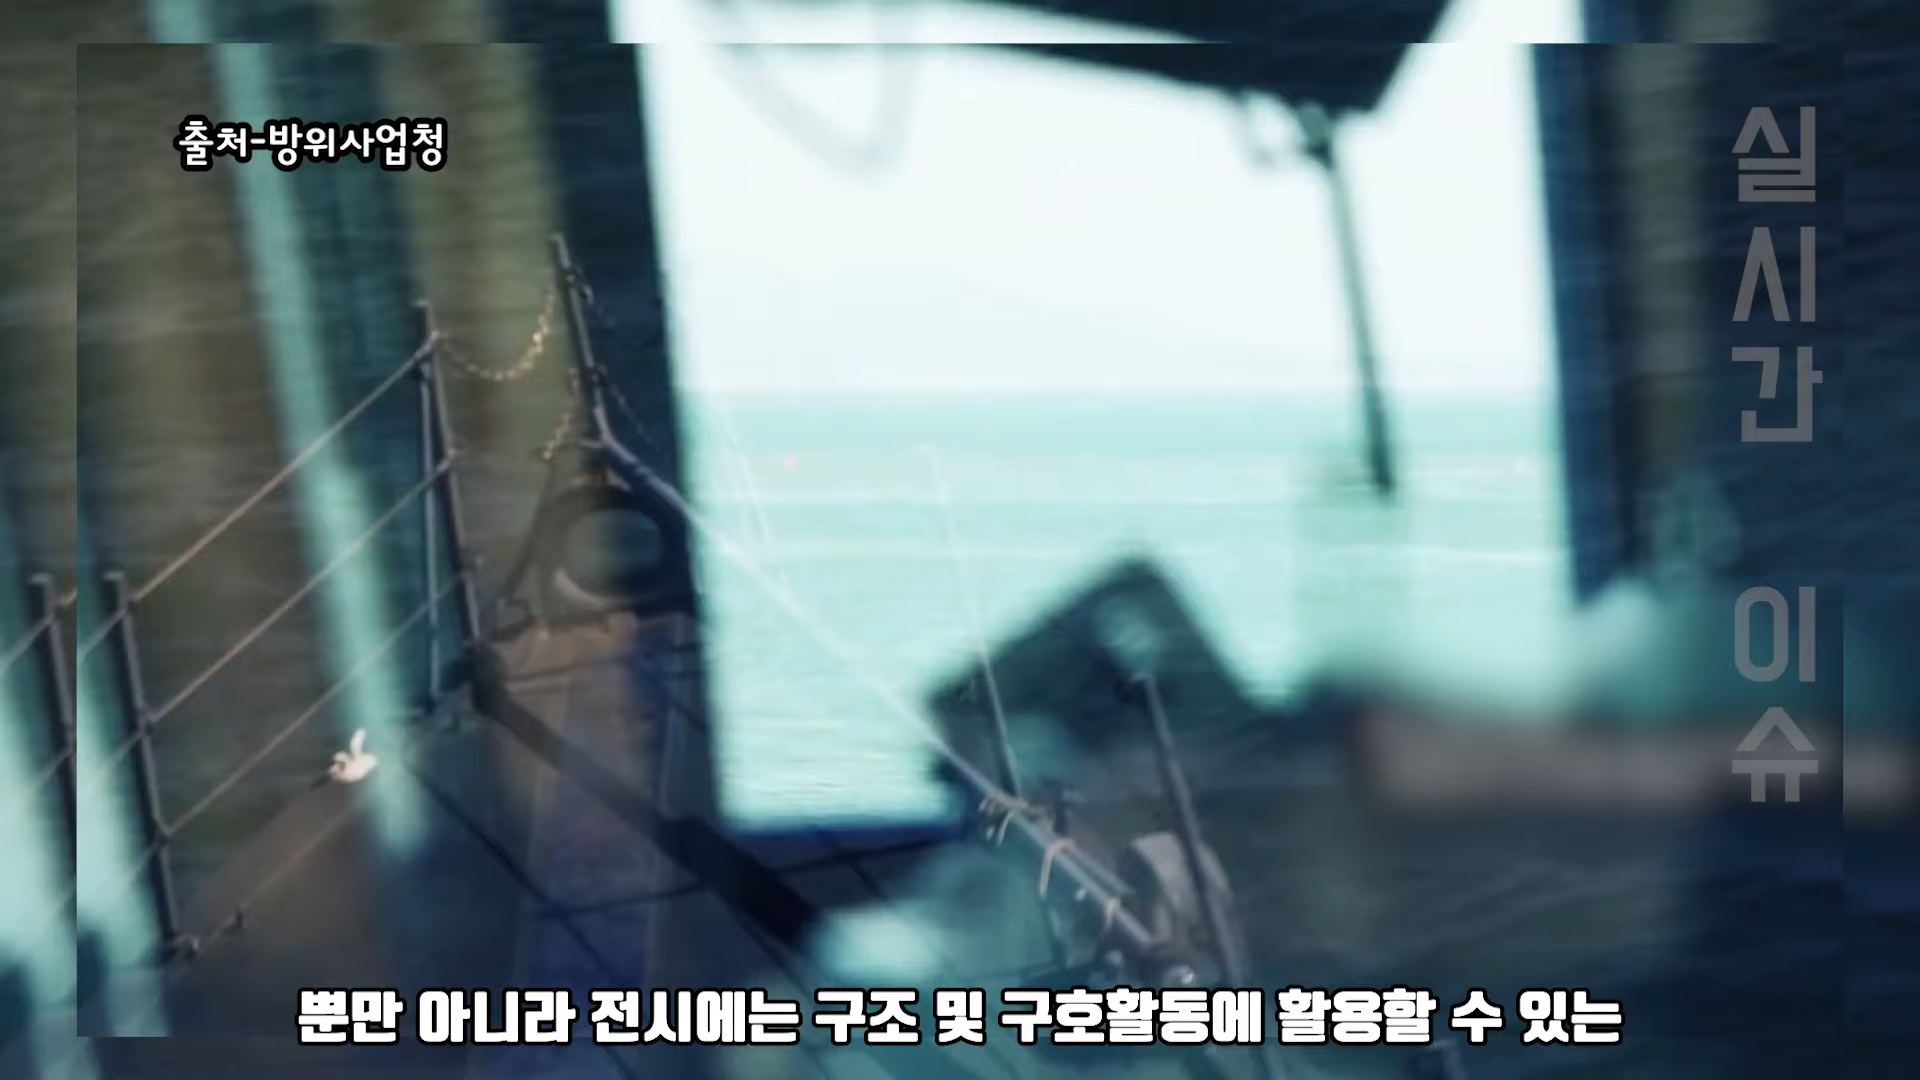 출처-방위사업청
실시간 이슈
뿐만 아니라 전시에는 구조 및 구호활동에 활용할 수 있는